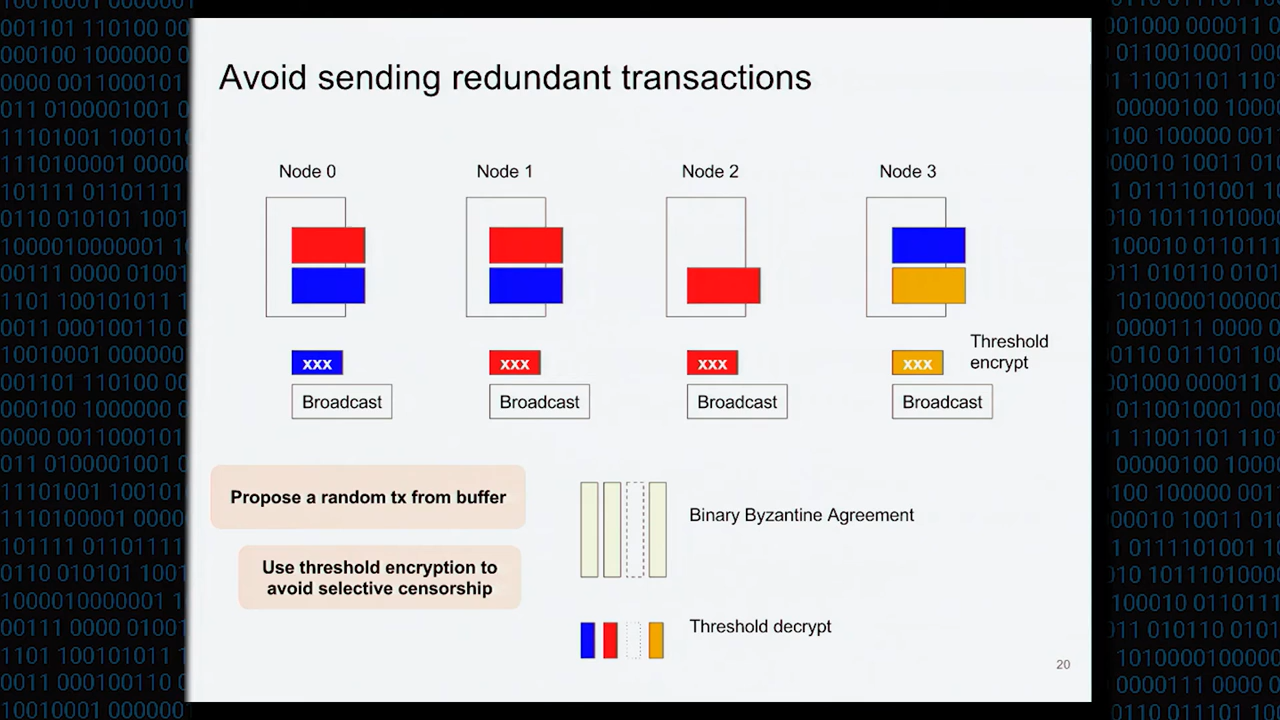 Avoid sending redundant transactions
Node 0
Node 1
Node 2
Node 3
xxx
xxx
xxx
xxx
Threshold
encrypt
Broadcast
Broadcast
Broadcast
Broadcast
Propose a random tx from buffer
Use threshold encryption to
avoid selective censorship
Binary Byzantine Agreement
Threshold decrypt
20